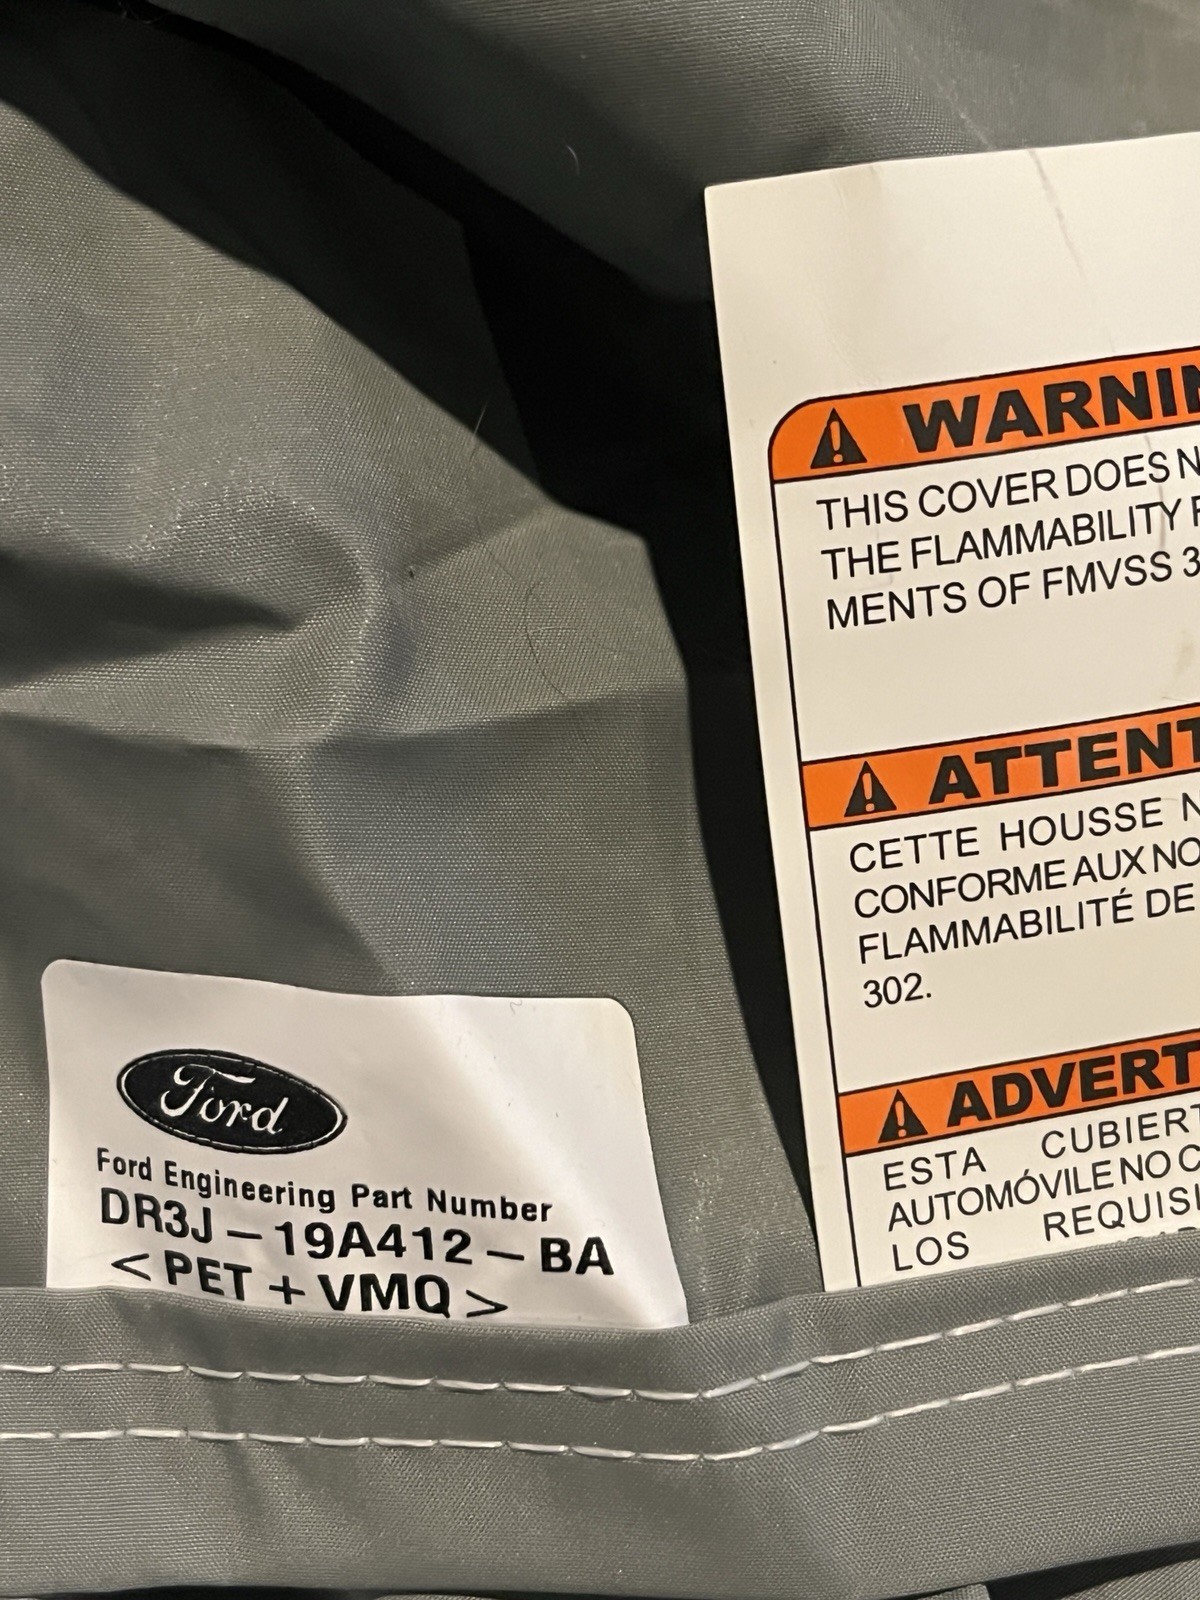 WARNIN
THIS COVER DOES N
THE FLAMMABILITY
MENTS OF FMVSS 3
ATTENT
CETTE HOUSSE N
CONFORME AUX NO
FLAMMABILITÉ DE
302.
ADVERT
ESTA CUBIERT
AUTOMÓVILE NO C
LOS REQUISI
Ford
Ford Engineering Part Number
DR3J-19A412-BA
<PET+VMQ>